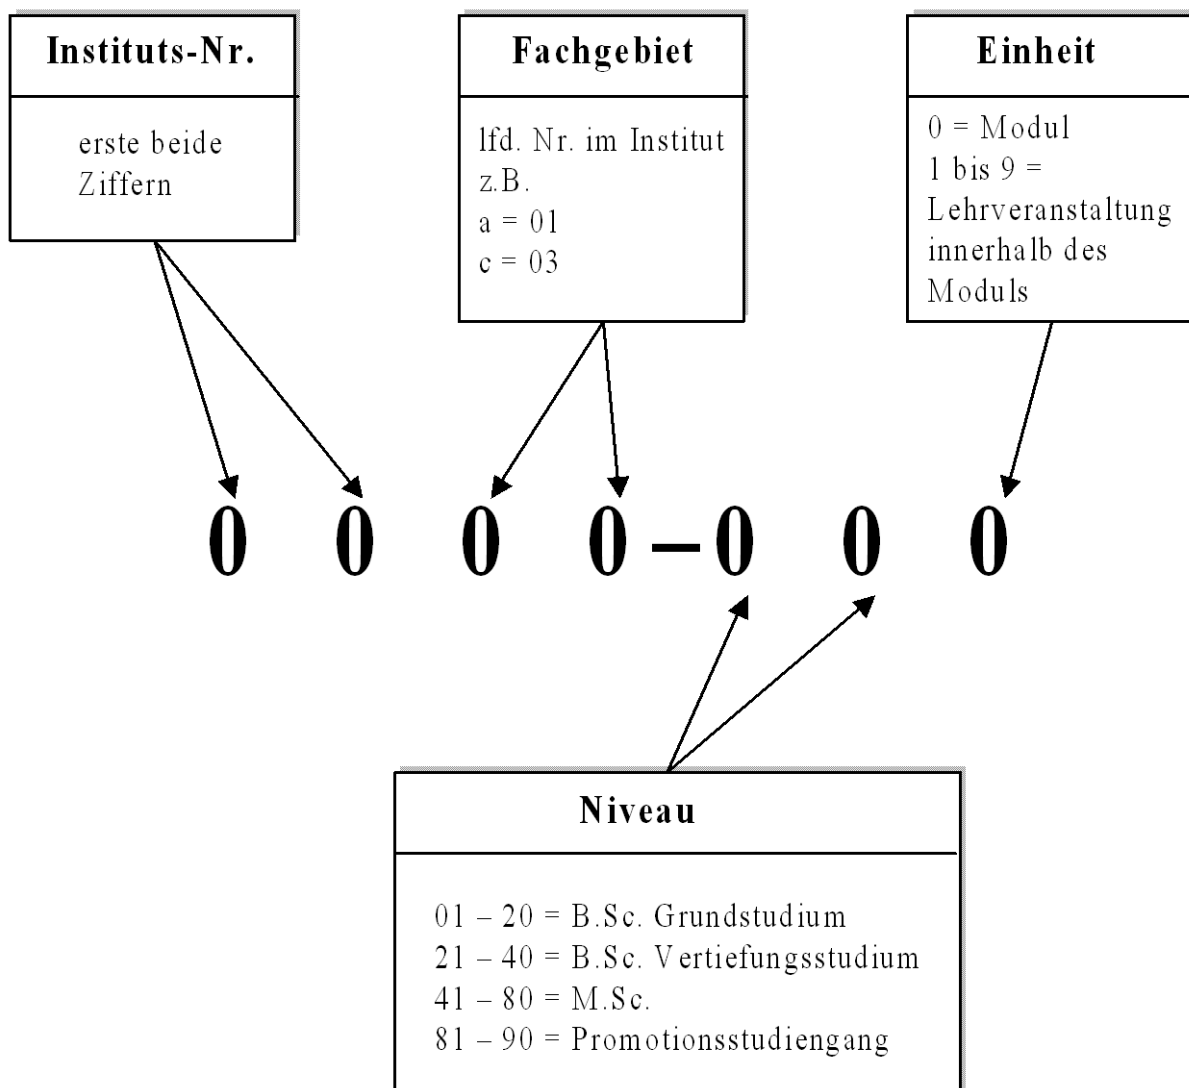 Instituts-Nr.
erste beide
Ziffern
Fachgebiet
lfd. Nr. im Institut
z.B.
a = 01
c = 03
Einheit
0 = Modul
1 bis 9 =
Lehrveranstaltung
innerhalb des
Moduls
0 0 0 0 – 0 0 0
Niveau
01 – 20 = B.Sc. Grundstudium
21 – 40 = B.Sc. Vertiefungsstudium
41 – 80 = M.Sc.
81 – 90 = Promotionsstudiengang